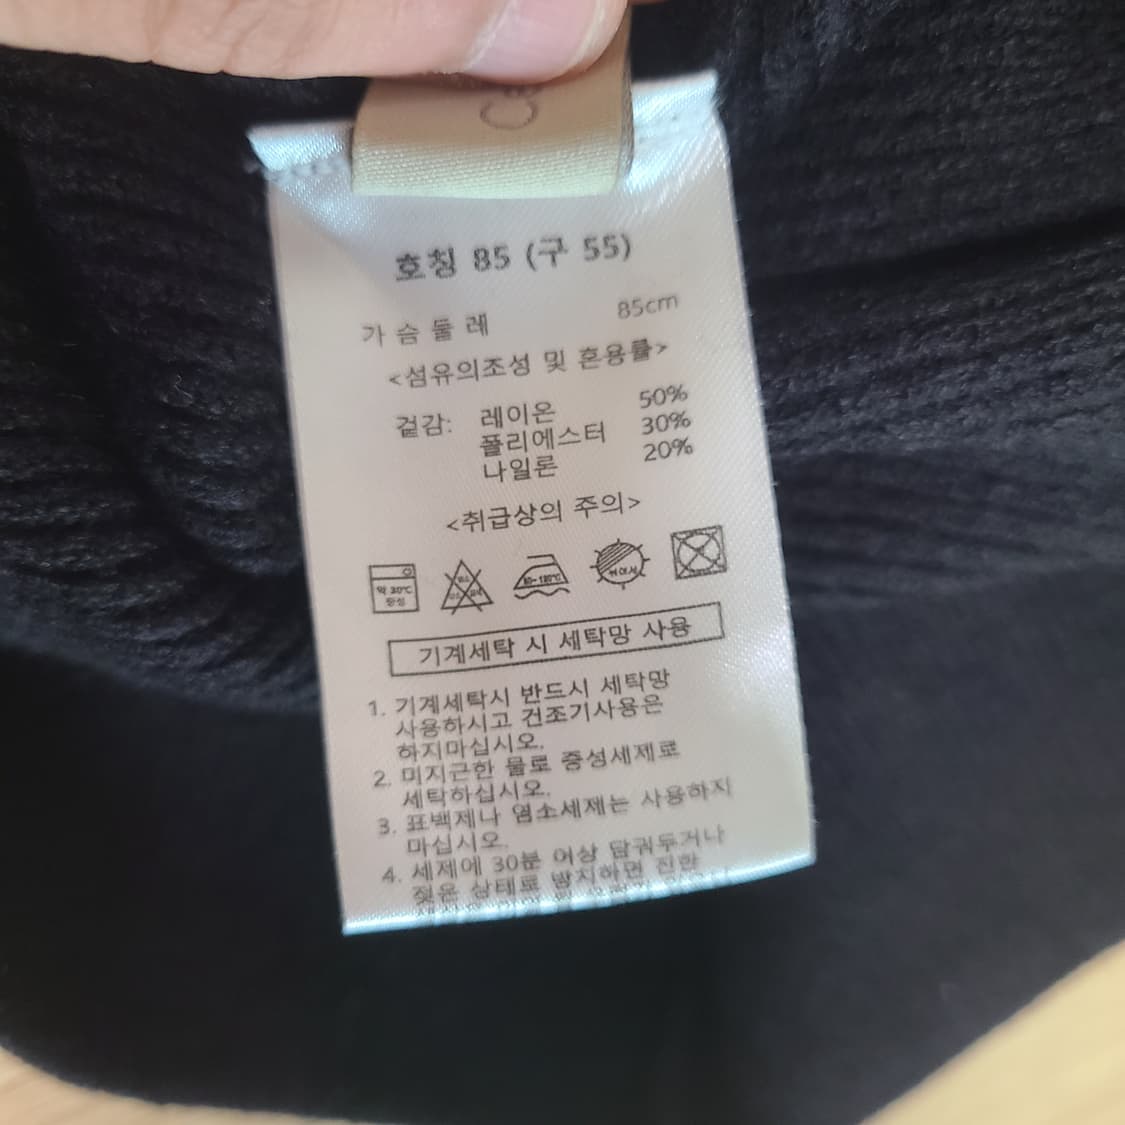 호칭 85 (구 55)
가 슴 둘 레 85cm
<섬유의조성 및 혼용률>
겉감: 레이온 50%
폴리에스터 30%
나일론 20%
<취급상의 주의>
약 30℃
중성
80~120℃
뉘어서
기계세탁 시 세탁망 사용
1. 기계세탁시 반드시 세탁망
사용하시고 건조기사용은
하지마십시오.
2. 미지근한 물로 중성세제로
세탁하십시오.
3. 표백제나 염소세제는 사용하지
마십시오.
4. 세제에 30분 이상 담궈두거나
젖은 상태로 방치하면 진한